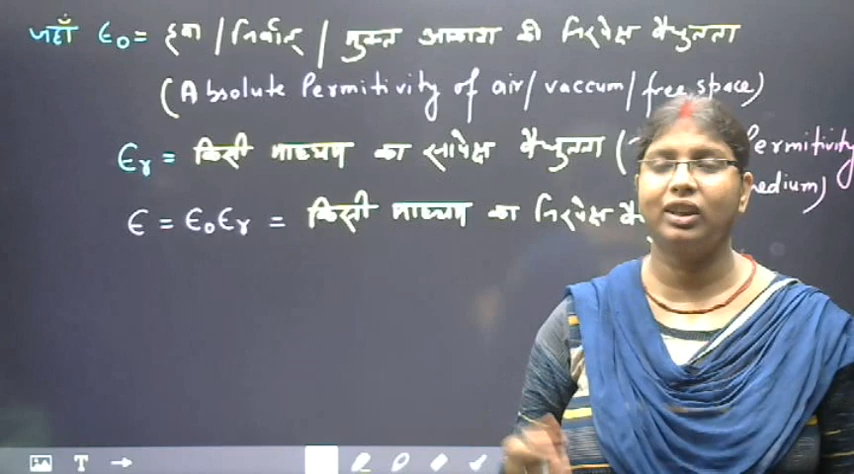 जहाँ ϵ₀ = हवा / निर्वात / मुक्त आकाश की निरपेक्ष वैद्युतता
(Absolute Permitivity of air / vaccum / free space)
ϵᵣ = किसी माध्यम का सापेक्ष वैद्युतता ( Permitivity
medium)
ϵ = ϵ₀ϵᵣ = किसी माध्यम का निरपेक्ष
T